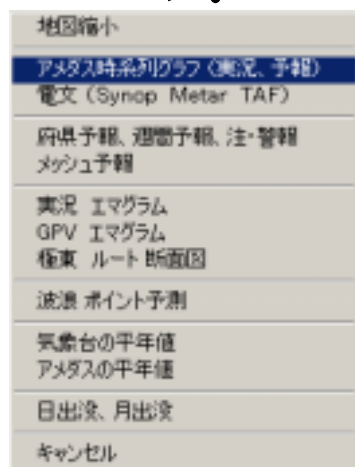 地図縮小
アメダス時系列グラフ（実況、予報）
電文（Synop Metar TAF）
府県予報、週間予報、注・警報
メッシュ予報
実況 エマグラム
GPV エマグラム
極東 ルート断面図
波浪 ポイント予測
気象台の平年値
アメダスの平年値
日出没、月出没
キャンセル